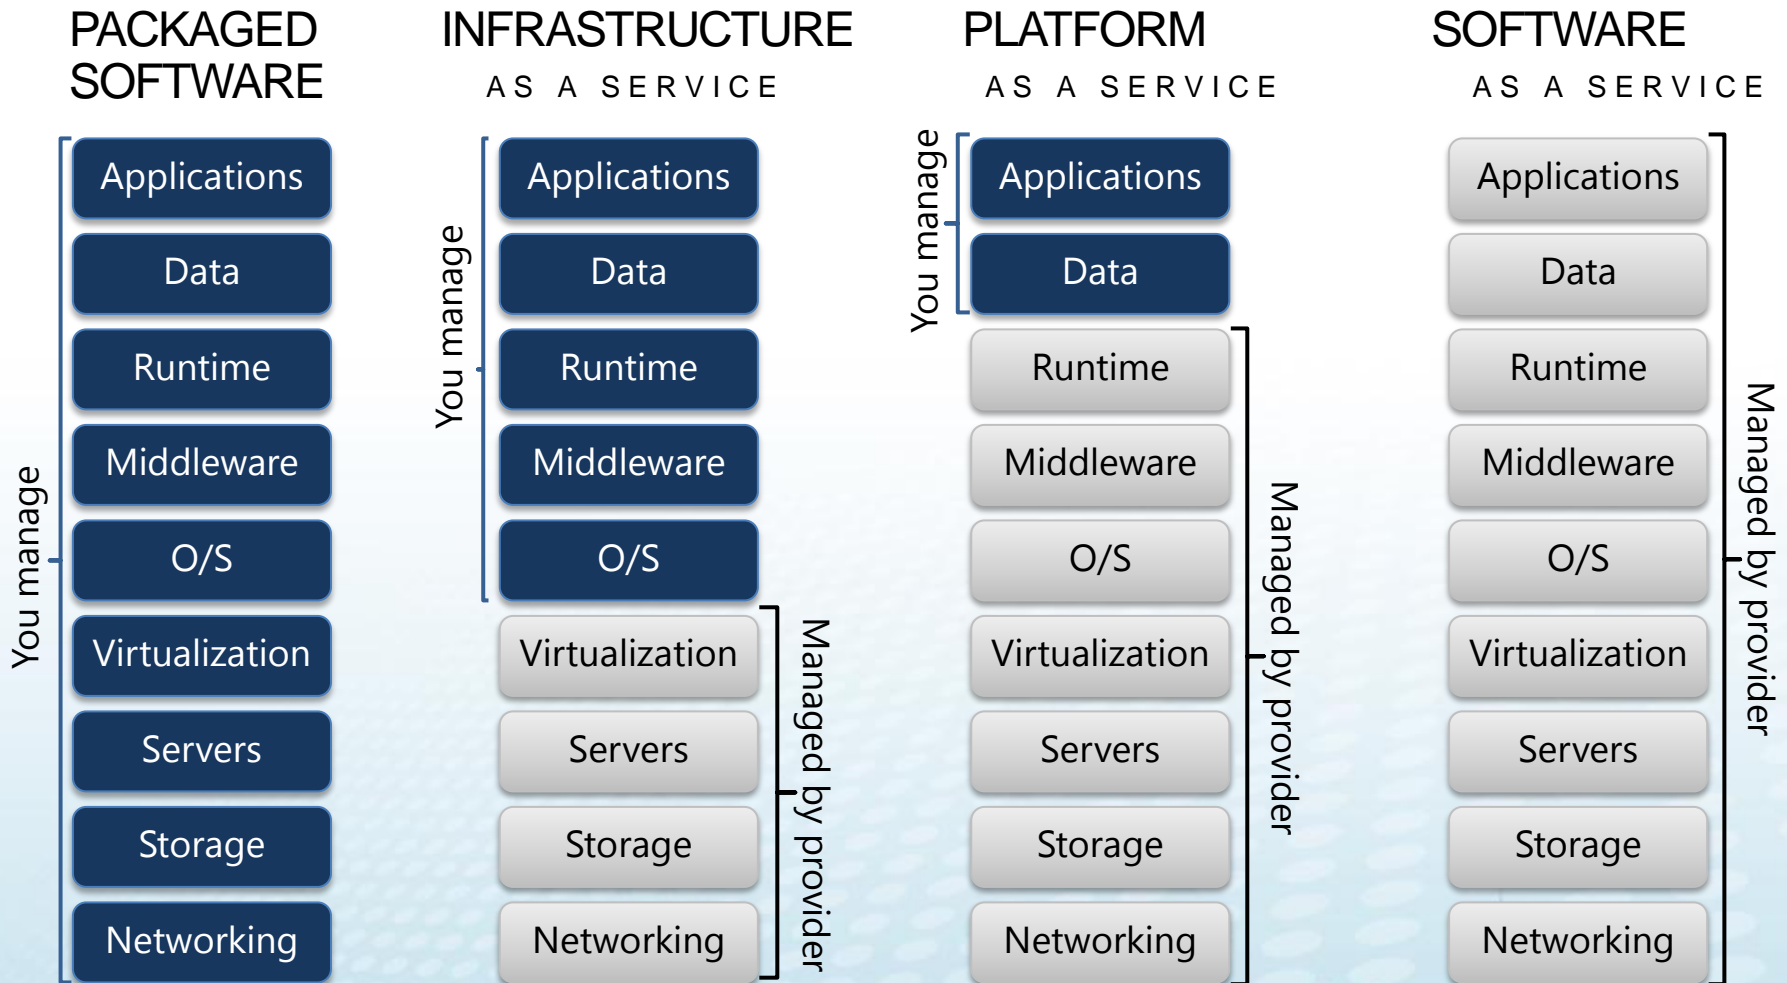 PACKAGED
SOFTWARE
You manage
Applications
Data
Runtime
Middleware
O/S
Virtualization
Servers
Storage
Networking
INFRASTRUCTURE
AS A SERVICE
You manage
Applications
Data
Runtime
Middleware
O/S
Virtualization
Servers
Storage
Networking
Managed by provider
PLATFORM
AS A SERVICE
You manage
Applications
Data
Runtime
Middleware
O/S
Virtualization
Servers
Storage
Networking
Managed by provider
SOFTWARE
AS A SERVICE
Applications
Data
Runtime
Middleware
O/S
Virtualization
Servers
Storage
Networking
Managed by provider